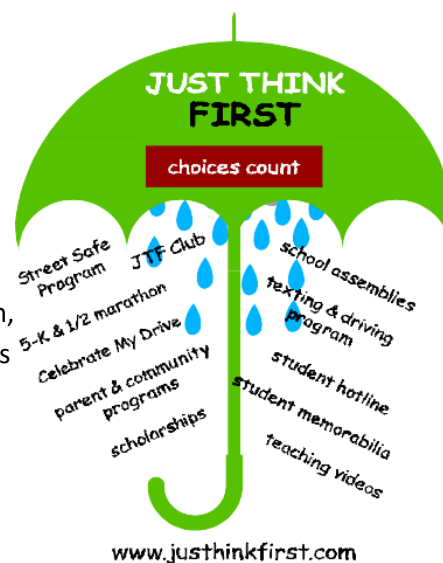 JUST THINK
FIRST
choices count
Street Safe
Program
JTF Club
5-K & 1/2 marathon
Celebrate My Drive
parent & community
programs
scholarships
school assemblies
texting & driving
program
student hotline
student memorabilia
teaching videos
www.justhinkfirst.com